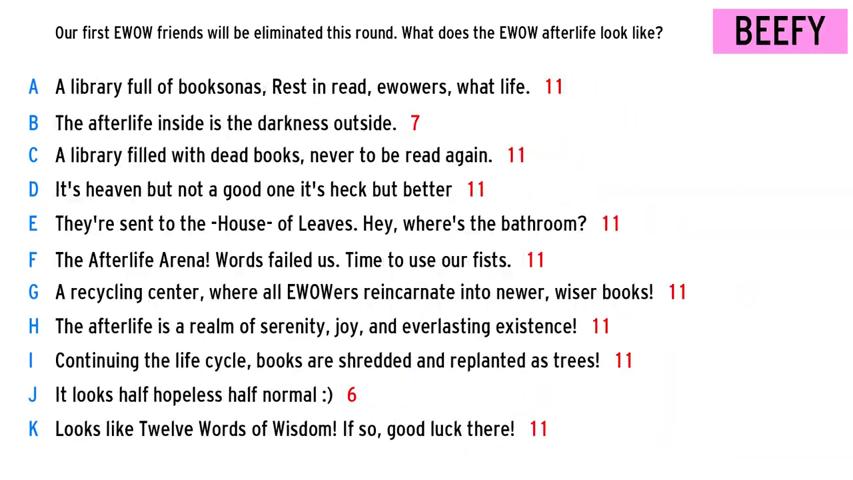 Our first EWOW friends will be eliminated this round. What does the EWOW afterlife look like?
BEEFY
A A library full of booksonas, Rest in read, ewowers, what life. 11
B The afterlife inside is the darkness outside. 7
C A library filled with dead books, never to be read again. 11
D It's heaven but not a good one it's heck but better 11
E They're sent to the -House- of Leaves. Hey, where's the bathroom? 11
F The Afterlife Arena! Words failed us. Time to use our fists. 11
G A recycling center, where all EWOWers reincarnate into newer, wiser books! 11
H The afterlife is a realm of serenity, joy, and everlasting existence! 11
I Continuing the life cycle, books are shredded and replanted as trees! 11
J It looks half hopeless half normal :) 6
K Looks like Twelve Words of Wisdom! If so, good luck there! 11